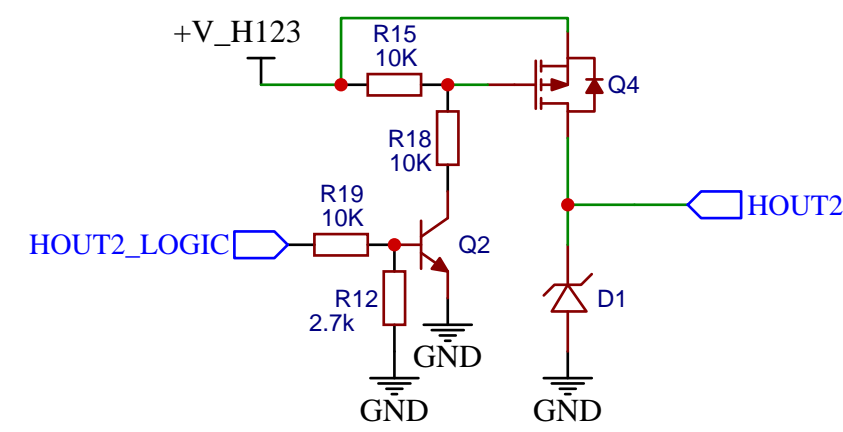 +V_H123
R15
10K
Q4
R18
10K
R19
10K
HOUT2
HOUT2_LOGIC
Q2
R12
2.7k
D1
GND
GND
GND